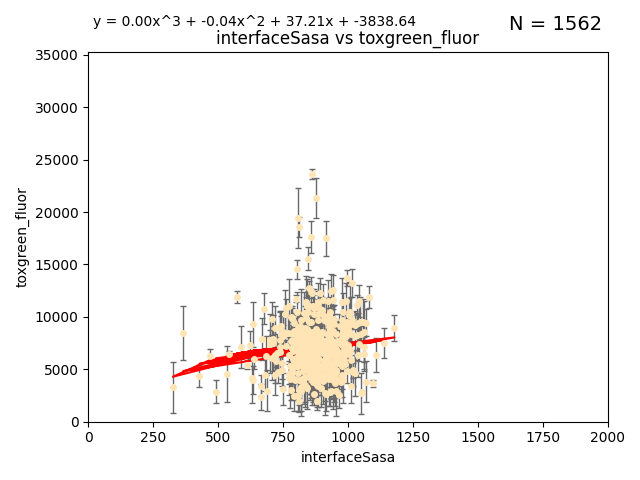 y = 0.00x^3 + -0.04x^2 + 37.21x + -3838.64
N = 1562
interfaceSasa vs toxgreen_fluor
35000
30000
25000
20000
15000
10000
5000
0
toxgreen_fluor
0 250 500 750 1000 1250 1500 1750 2000
interfaceSasa